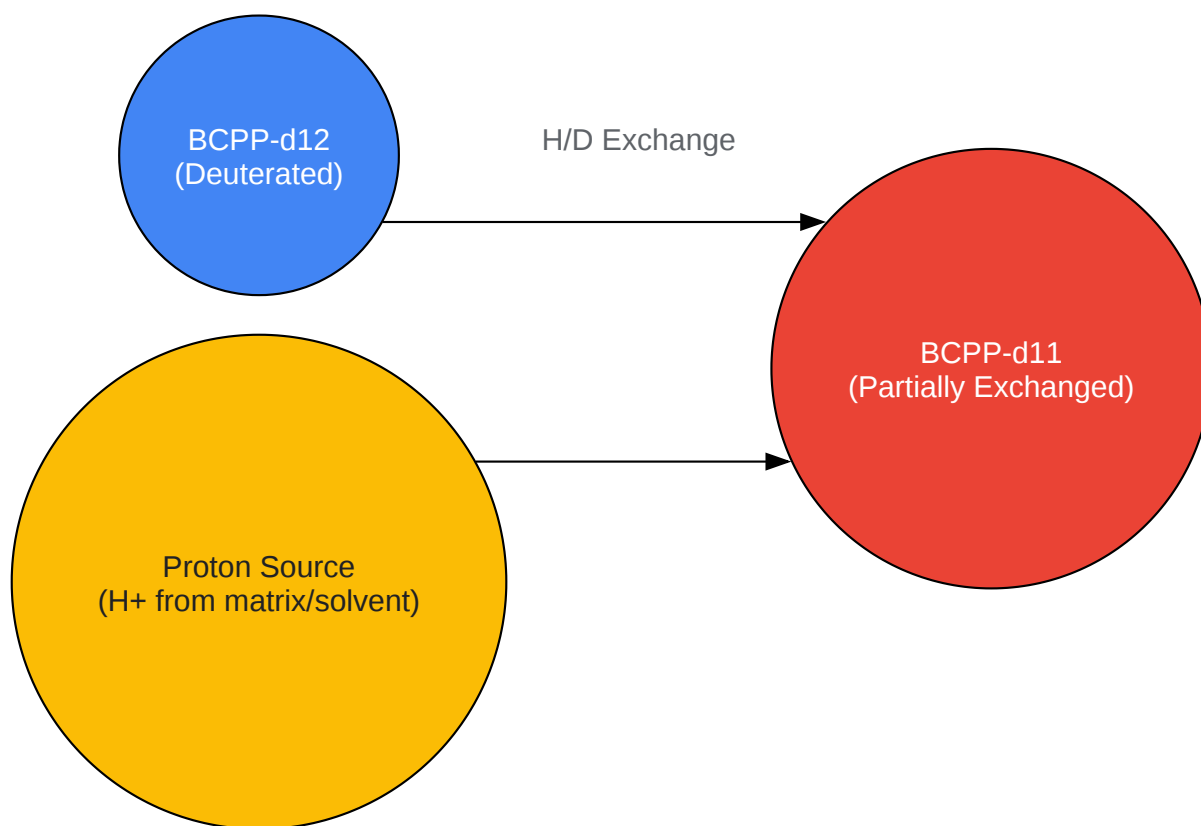 BCPP-d12
(Deuterated)
H/D Exchange
BCPP-d11
(Partially Exchanged)
Proton Source
(H+ from matrix/solvent)